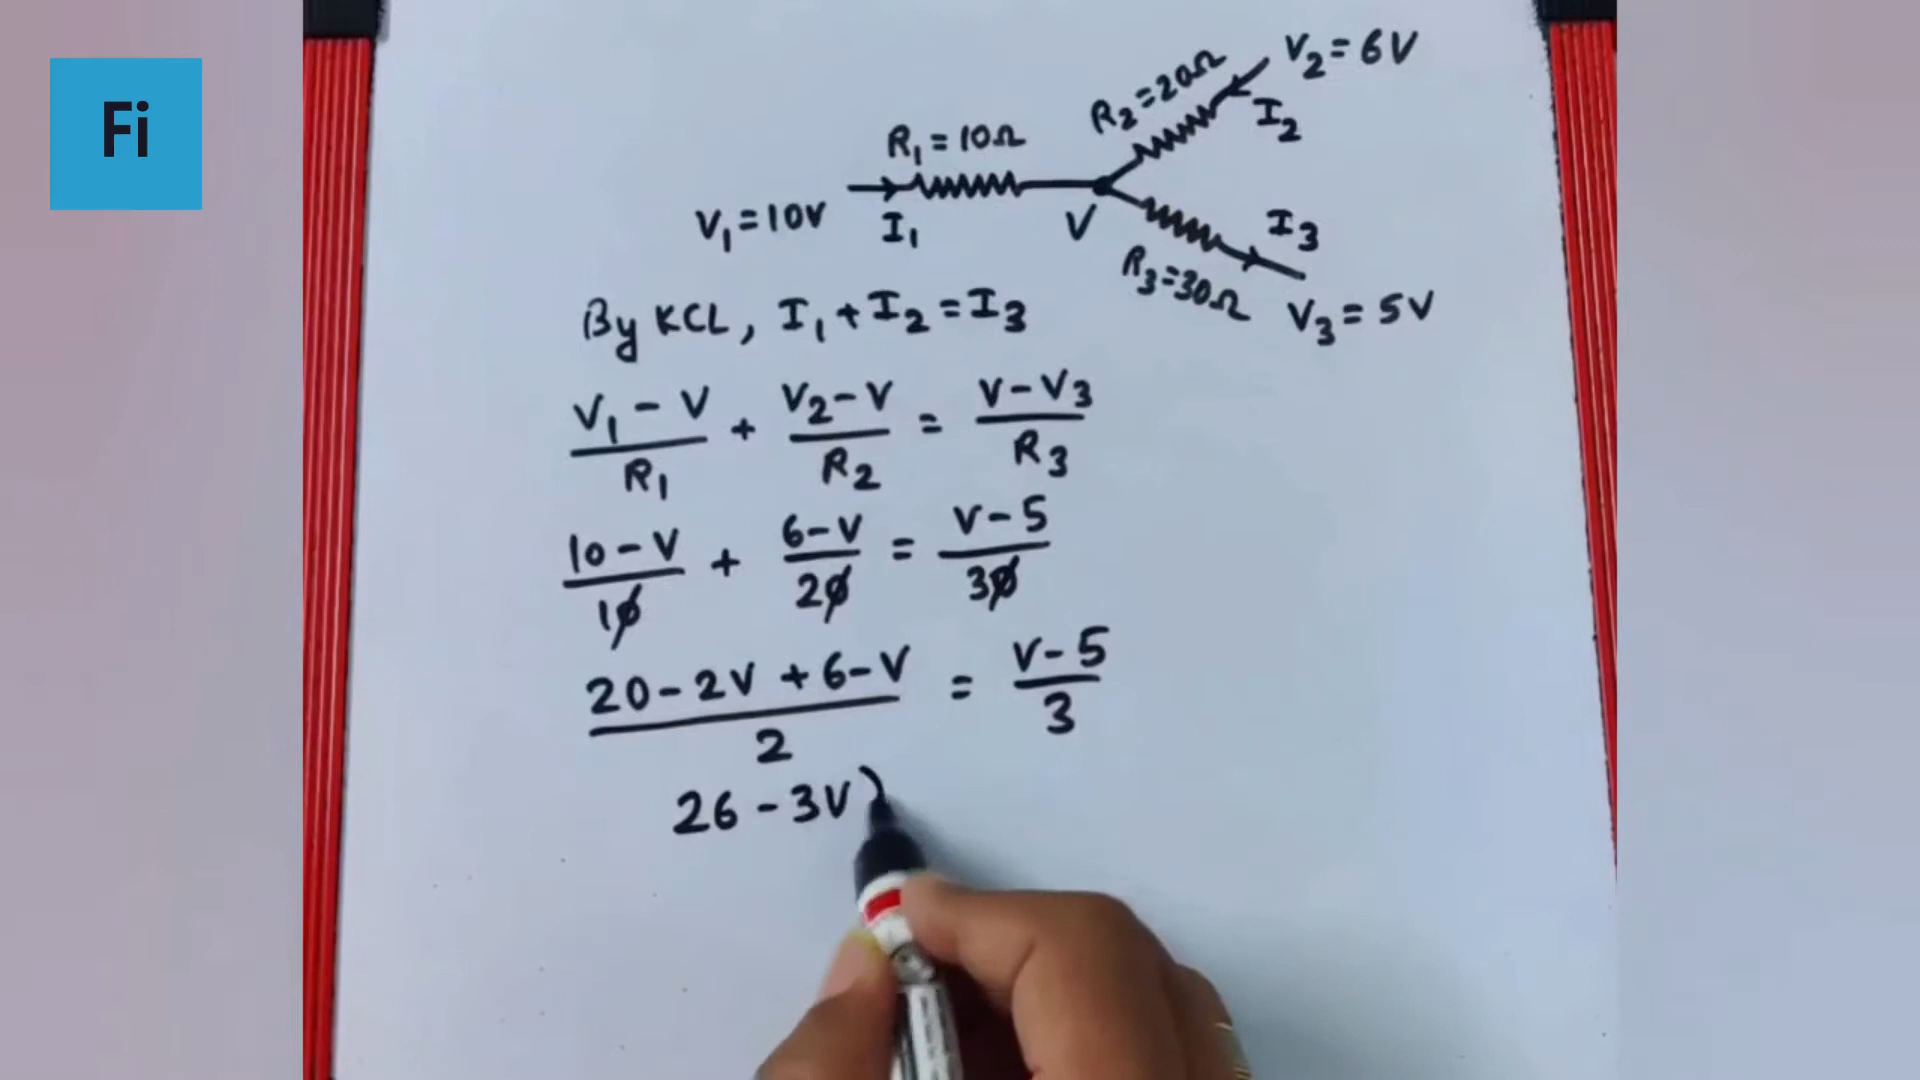 Fi
V₂ = 6V
R₂ = 20Ω
I₂
R₁ = 10Ω
V₁ = 10V
I₁
V
I₃
R₃ = 30Ω
V₃ = 5V
By KCL, I₁ + I₂ = I₃
(V₁ - V)/R₁ + (V₂ - V)/R₂ = (V - V₃)/R₃
(10 - V)/10 + (6 - V)/20 = (V - 5)/30
(20 - 2V + 6 - V)/2 = (V - 5)/3
26 - 3V)